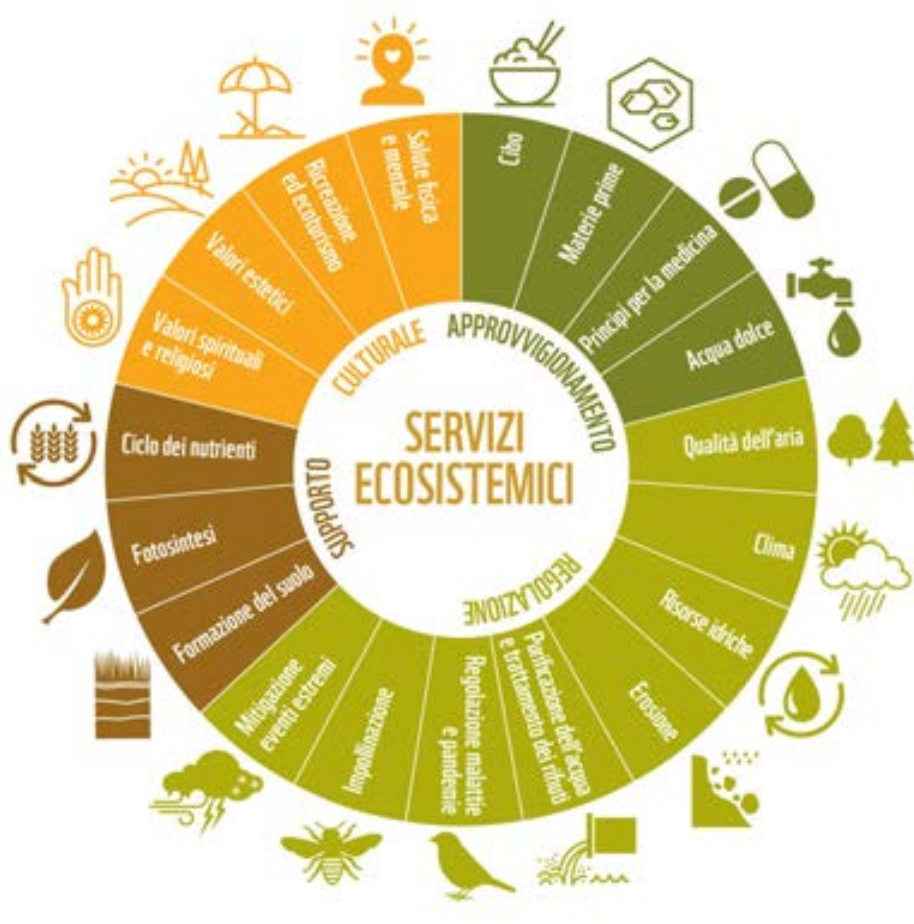 SERVIZI
ECOSISTEMICI
APPROVVIGIONAMENTO
Cibo
Materie prime
Principi per la medicina
Acqua dolce
REGOLAZIONE
Qualità dell'aria
Clima
Risorse idriche
Erosione
Purificazione dell'acqua
e trattamento dei rifiuti
Regolazione malattie
e pandemie
Impollinazione
Mitigazione
eventi estremi
SUPPORTO
Formazione del suolo
Fotosintesi
Ciclo dei nutrienti
CULTURALE
Valori spirituali
e religiosi
Valori estetici
Ricreazione
ed ecoturismo
Salute fisica
e mentale